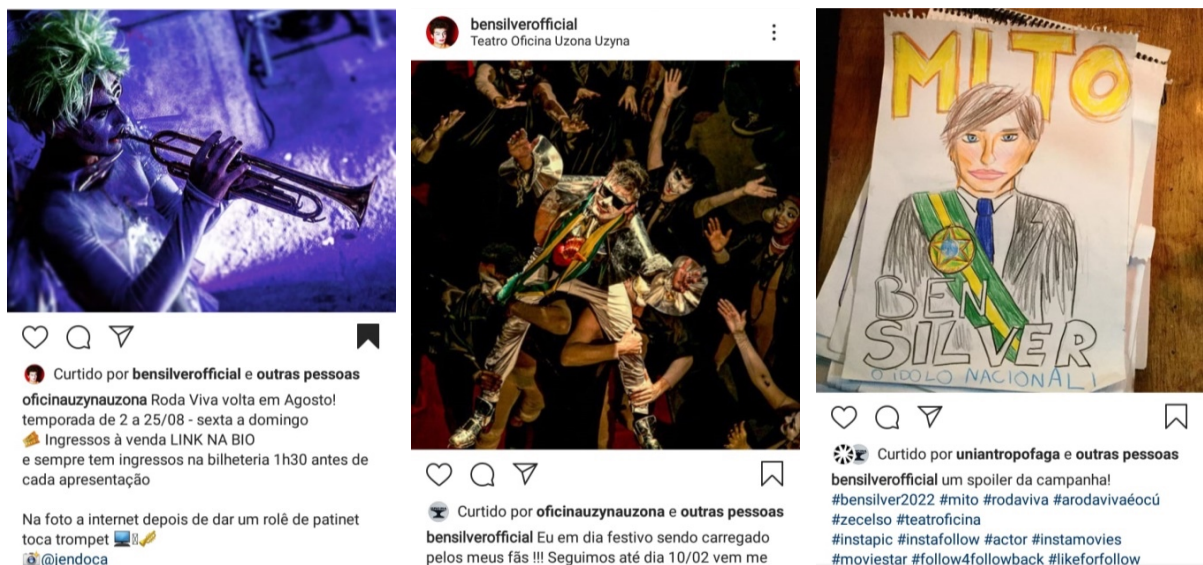 Curtido por bensilverofficial e outras pessoas
oficinauzynauzona Roda Viva volta em Agosto!
temporada de 2 a 25/08 - sexta a domingo
🎫 Ingressos à venda LINK NA BIO
e sempre tem ingressos na bilheteria 1h30 antes de
cada apresentação
Na foto a internet depois de dar um rolê de patinet
toca trompet 🖥️🎺
📸@jendoca
bensilverofficial
Teatro Oficina Uzona Uzyna
Curtido por oficinauzynauzona e outras pessoas
bensilverofficial Eu em dia festivo sendo carregado
pelos meus fãs !!! Seguimos até dia 10/02 vem me
MITO
BEN
SILVER
O IDOLO NACIONAL!
Curtido por uniantropofaga e outras pessoas
bensilverofficial um spoiler da campanha!
#bensilver2022 #mito #rodaviva #arodavivaéocú
#zecelso #teatroficina
#instapic #instafollow #actor #instamovies
#moviestar #follow4followback #likeforfollow